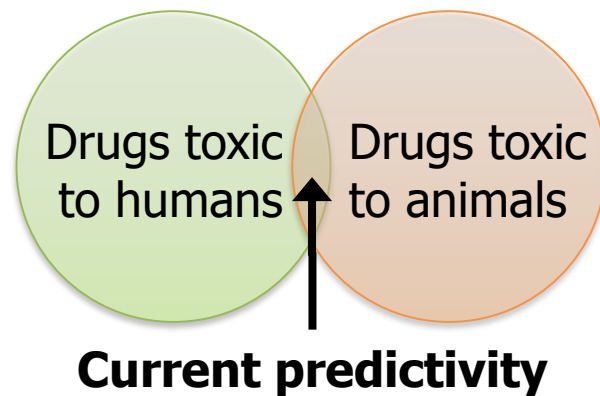 Drugs toxic
to humans
Drugs toxic
to animals
Current predictivity